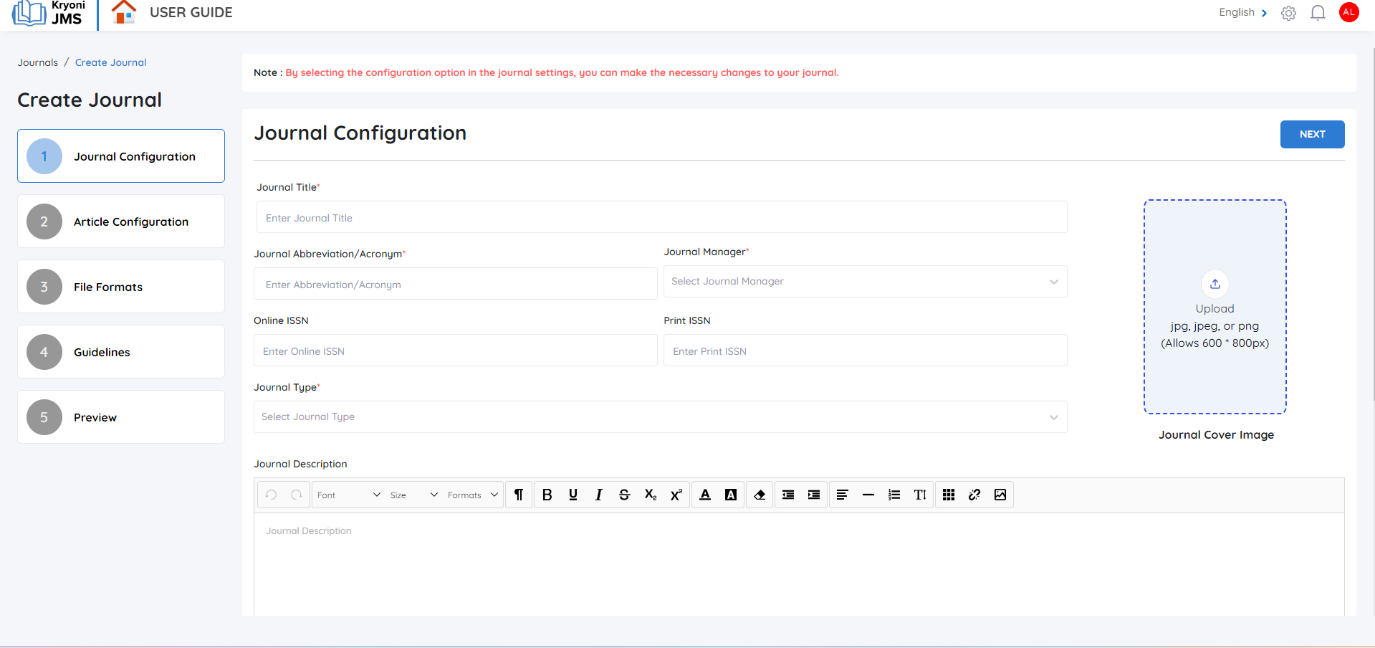 Kryoni
JMS
USER GUIDE
English
AL
Journals / Create Journal
Create Journal
1 Journal Configuration
2 Article Configuration
3 File Formats
4 Guidelines
5 Preview
Note : By selecting the configuration option in the journal settings, you can make the necessary changes to your journal.
Journal Configuration
NEXT
Journal Title*
Enter Journal Title
Journal Abbreviation/Acronym*
Journal Manager*
Enter Abbreviation/Acronym
Select Journal Manager
Online ISSN
Print ISSN
Enter Online ISSN
Enter Print ISSN
Journal Type*
Select Journal Type
Upload
jpg, jpeg, or png
(Allows 600 * 800px)
Journal Cover Image
Journal Description
Font Size Formats
Journal Description